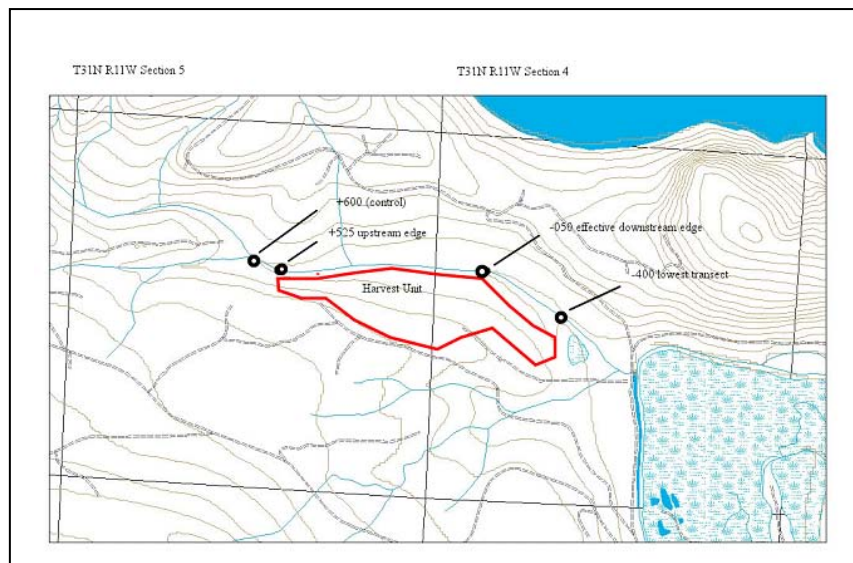 T31N R11W Section 5
T31N R11W Section 4
+600 (control)
+525 upstream edge
-050 effective downstream edge
-400 lowest transect
Harvest Unit